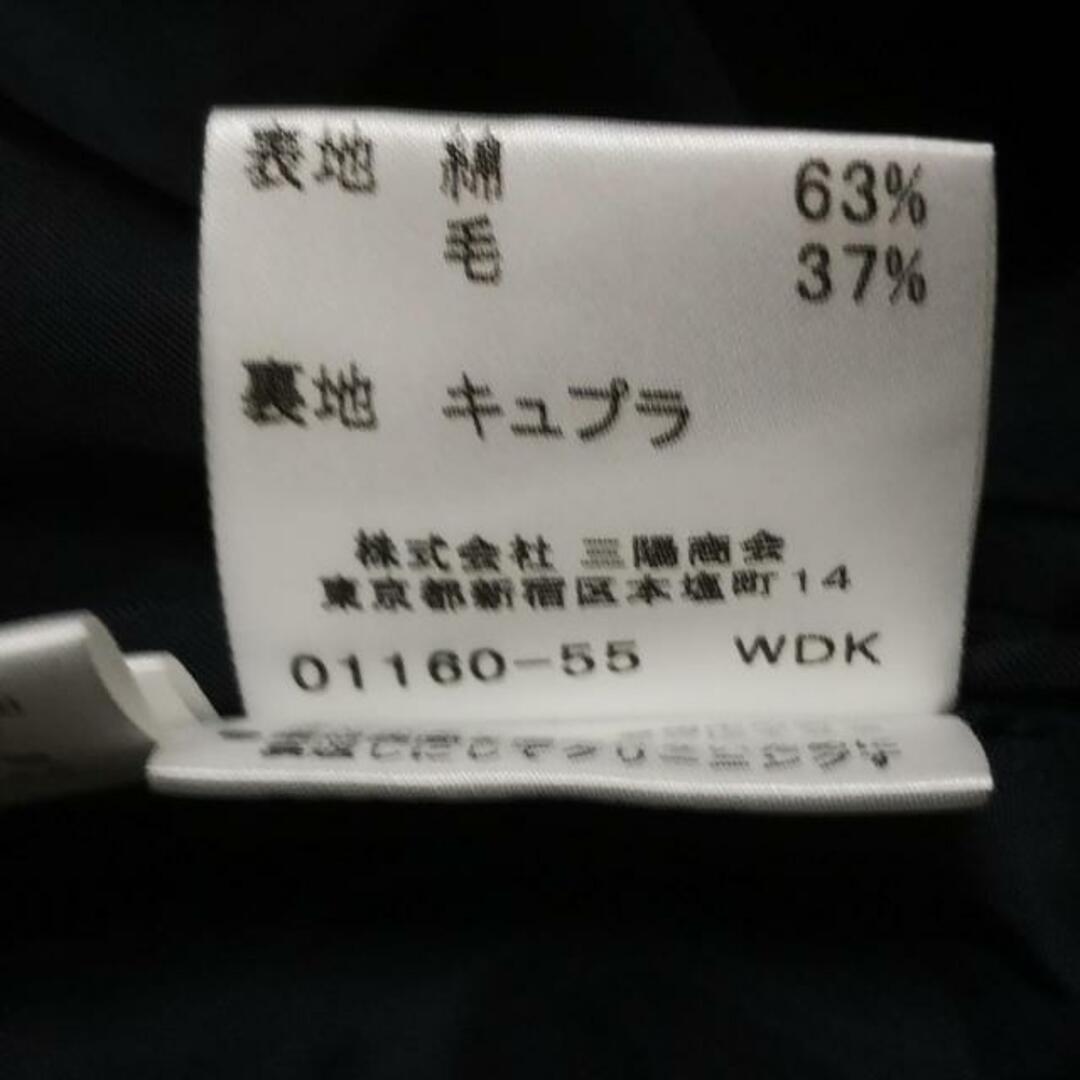 表地 綿 63%
毛 37%
裏地 キュプラ
株式会社 三陽商会
東京都新宿区本塩町14
01160-55 WDK